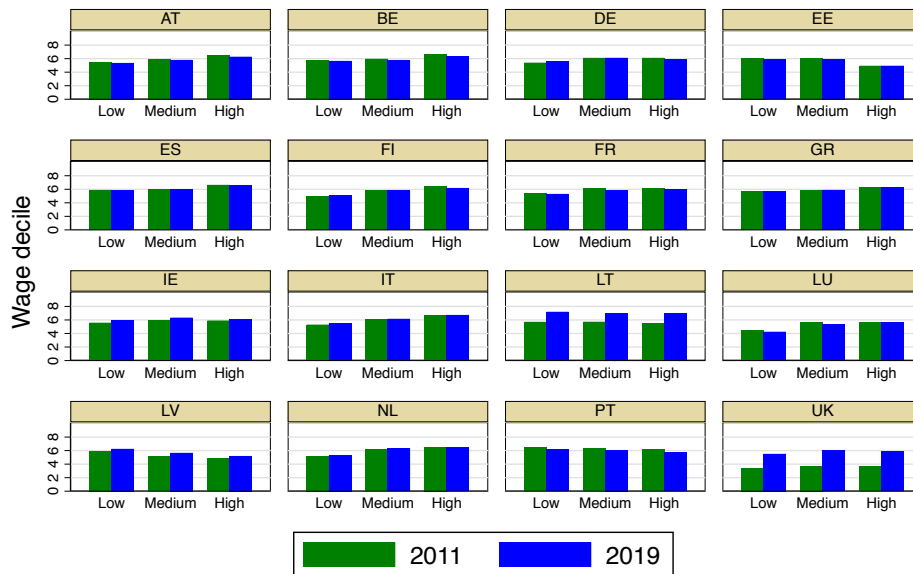 AT BE DE EE
0 2 4 6 8
Low Medium High Low Medium High Low Medium High Low Medium High
ES FI FR GR
0 2 4 6 8
Low Medium High Low Medium High Low Medium High Low Medium High
Wage decile
IE IT LT LU
0 2 4 6 8
Low Medium High Low Medium High Low Medium High Low Medium High
LV NL PT UK
0 2 4 6 8
Low Medium High Low Medium High Low Medium High Low Medium High
2011 2019